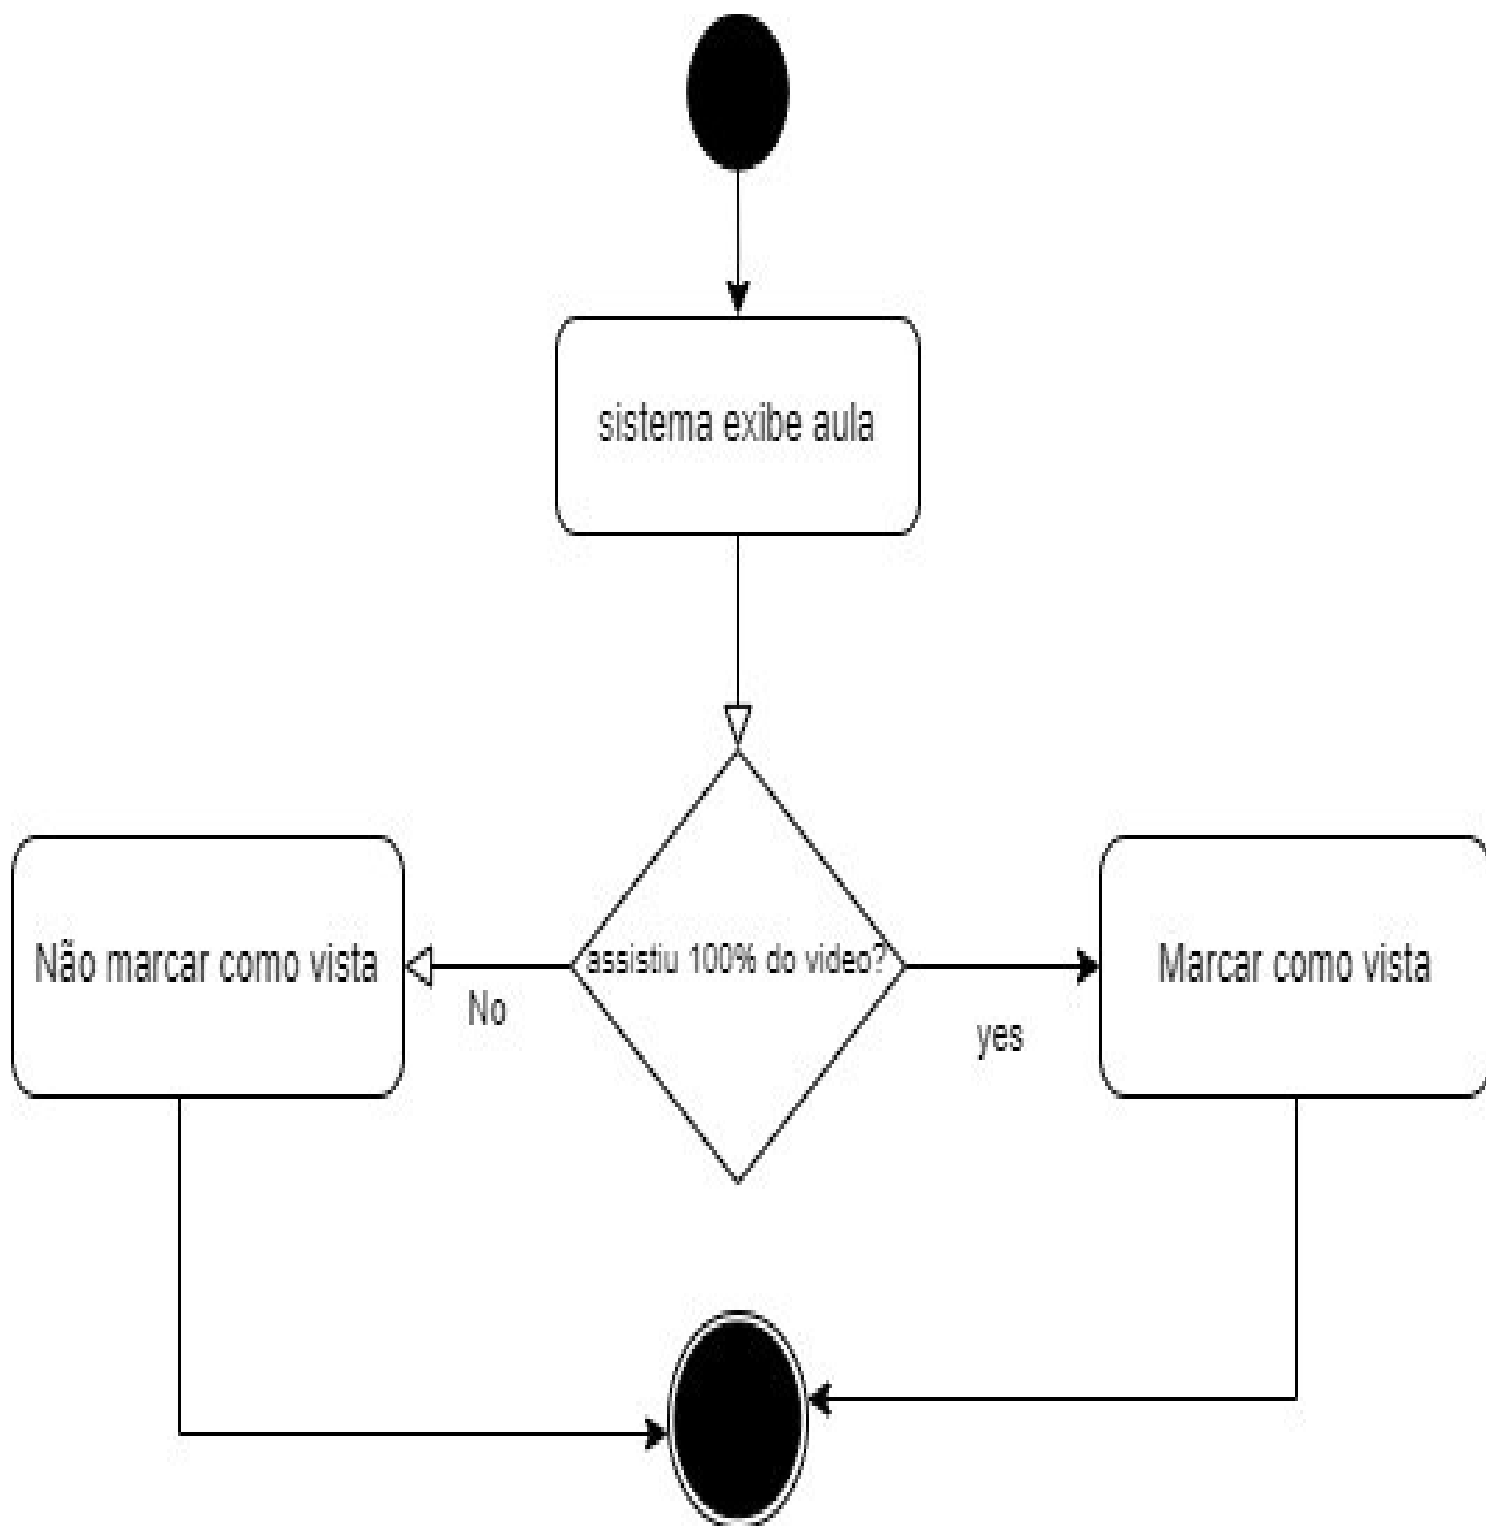 sistema exibe aula
Não marcar como vista
assistiu 100% do video?
Marcar como vista
No
yes